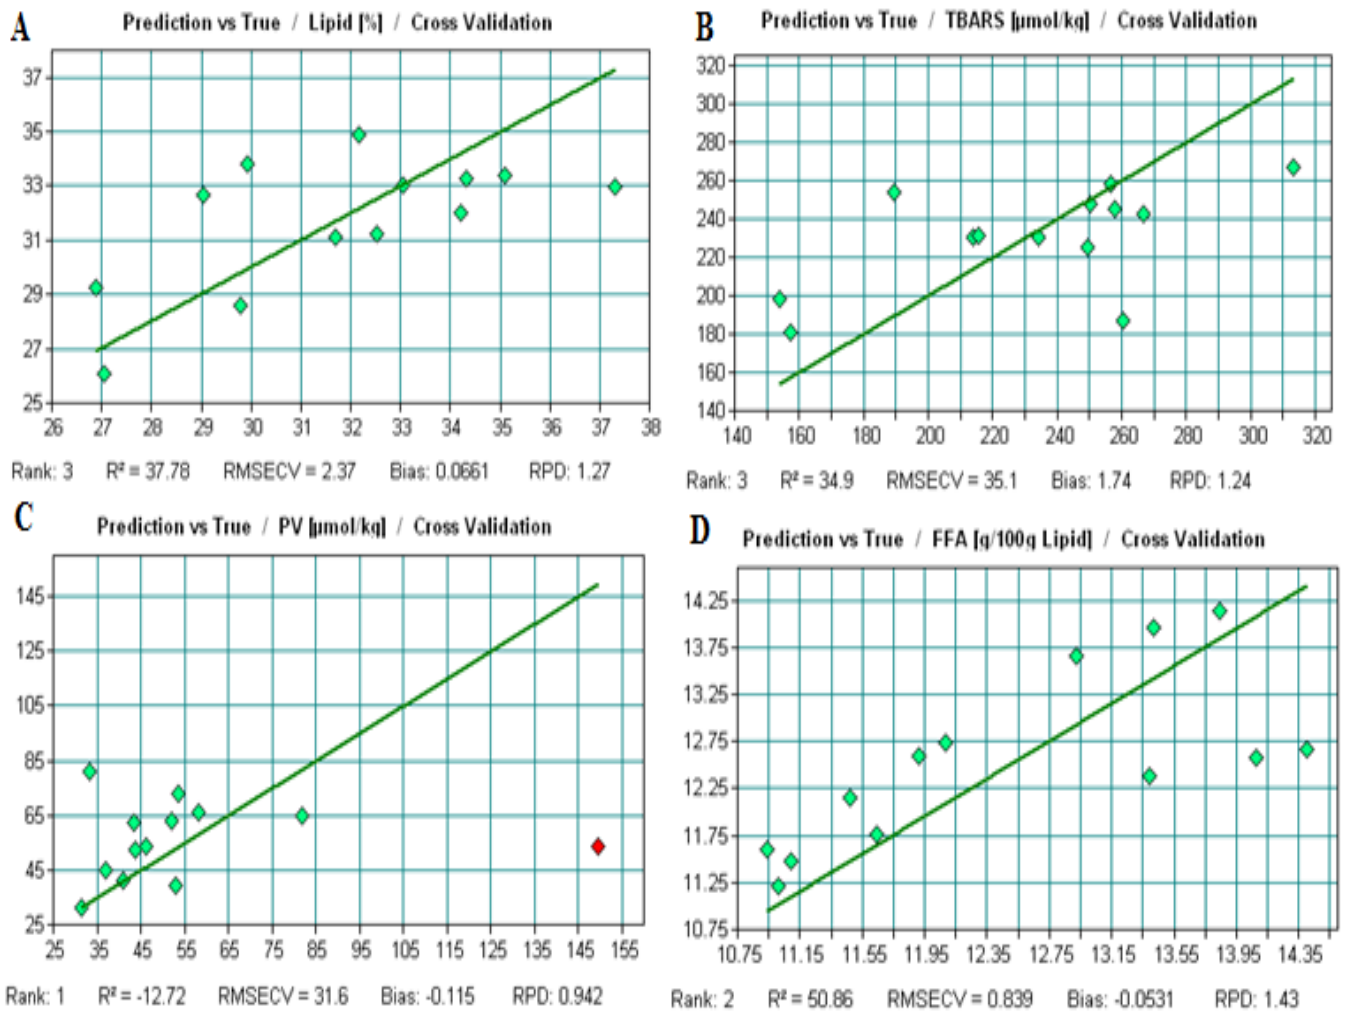 A
Prediction vs True / Lipid [%] / Cross Validation
37
35
33
31
29
27
25
26 27 28 29 30 31 32 33 34 35 36 37 38
Rank: 3 R² = 37.78 RMSECV = 2.37 Bias: 0.0661 RPD: 1.27
B
Prediction vs True / TBARS [µmol/kg] / Cross Validation
320
300
280
260
240
220
200
180
160
140
140 160 180 200 220 240 260 280 300 320
Rank: 3 R² = 34.9 RMSECV = 35.1 Bias: 1.74 RPD: 1.24
C
Prediction vs True / PV [µmol/kg] / Cross Validation
145
125
105
85
65
45
25
25 35 45 55 65 75 85 95 105 115 125 135 145 155
Rank: 1 R² = -12.72 RMSECV = 31.6 Bias: -0.115 RPD: 0.942
D
Prediction vs True / FFA [g/100g Lipid] / Cross Validation
14.25
13.75
13.25
12.75
12.25
11.75
11.25
10.75
10.75 11.15 11.55 11.95 12.35 12.75 13.15 13.55 13.95 14.35
Rank: 2 R² = 50.86 RMSECV = 0.839 Bias: -0.0531 RPD: 1.43